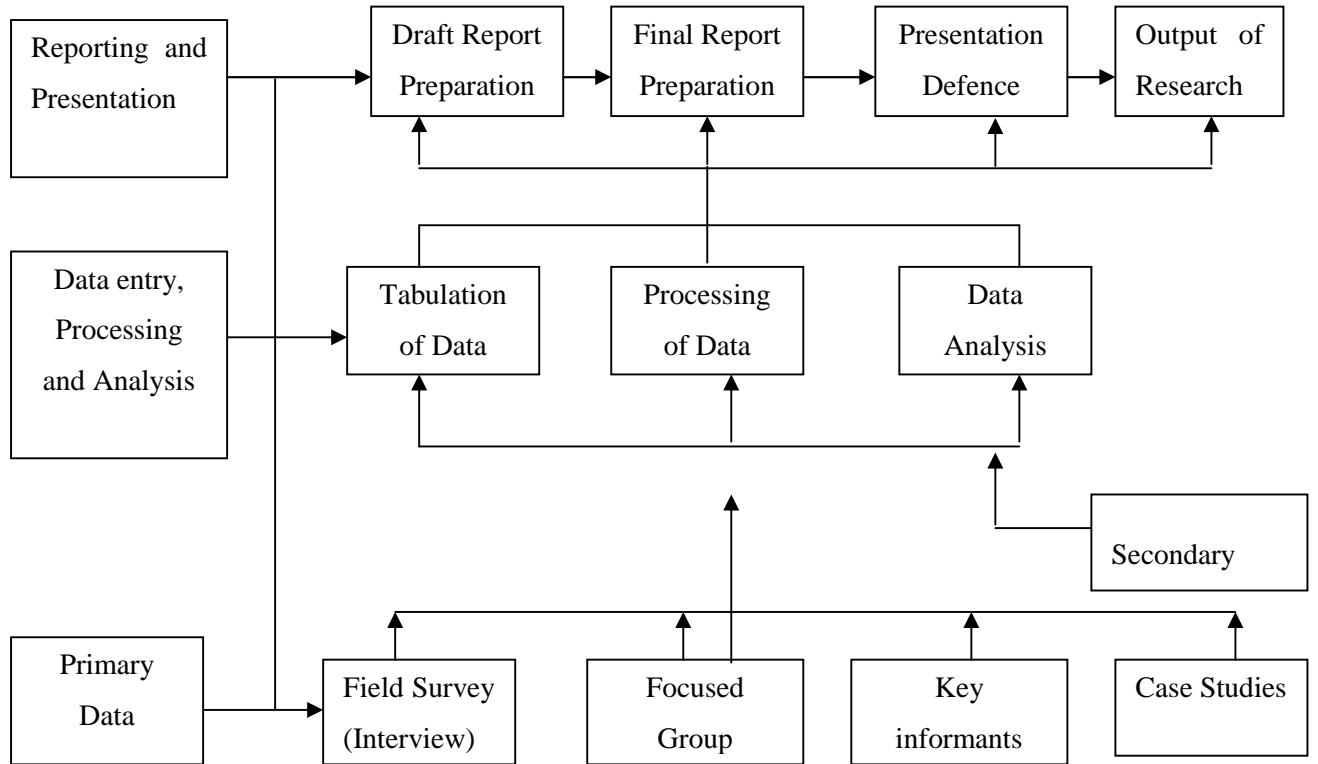 Reporting and
Presentation
Draft Report
Preparation
Final Report
Preparation
Presentation
Defence
Output of
Research
Data entry,
Processing
and Analysis
Tabulation
of Data
Processing
of Data
Data
Analysis
Secondary
Primary
Data
Field Survey
(Interview)
Focused
Group
Key
informants
Case Studies